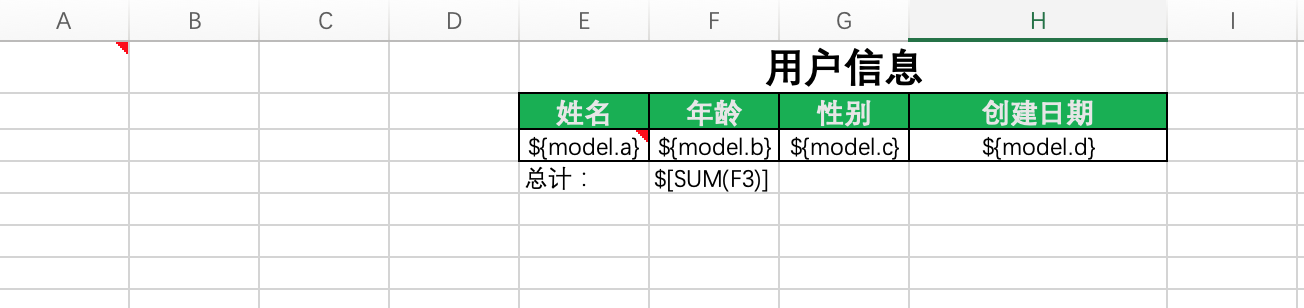 A B C D E F G H I
用户信息
姓名 年龄 性别 创建日期
${model.a} ${model.b} ${model.c} ${model.d}
总计： $[SUM(F3)]